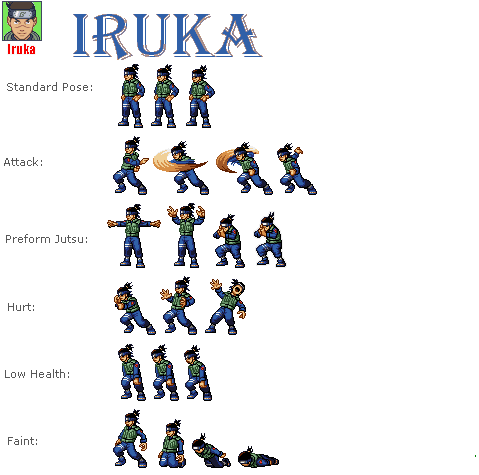 Iruka
IRUKA
Standard Pose:
Attack:
Preform Jutsu:
Hurt:
Low Health:
Faint: